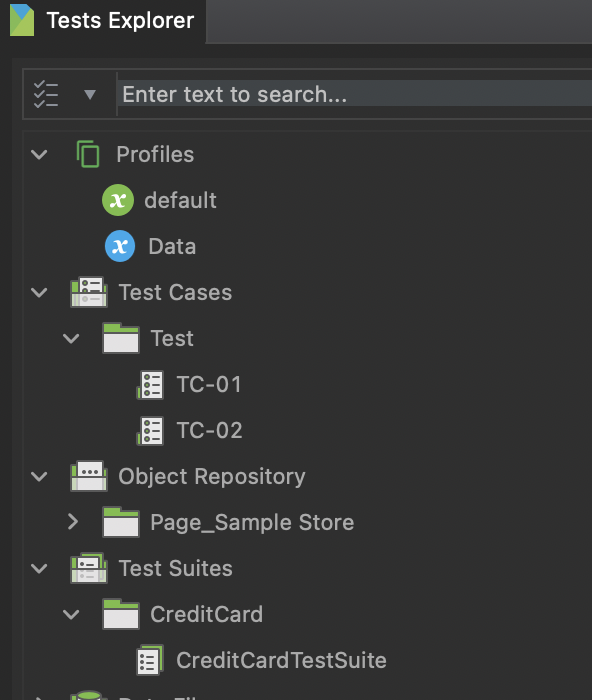 Tests Explorer
Enter text to search...
Profiles
default
Data
Test Cases
Test
TC-01
TC-02
Object Repository
Page_Sample Store
Test Suites
CreditCard
CreditCardTestSuite